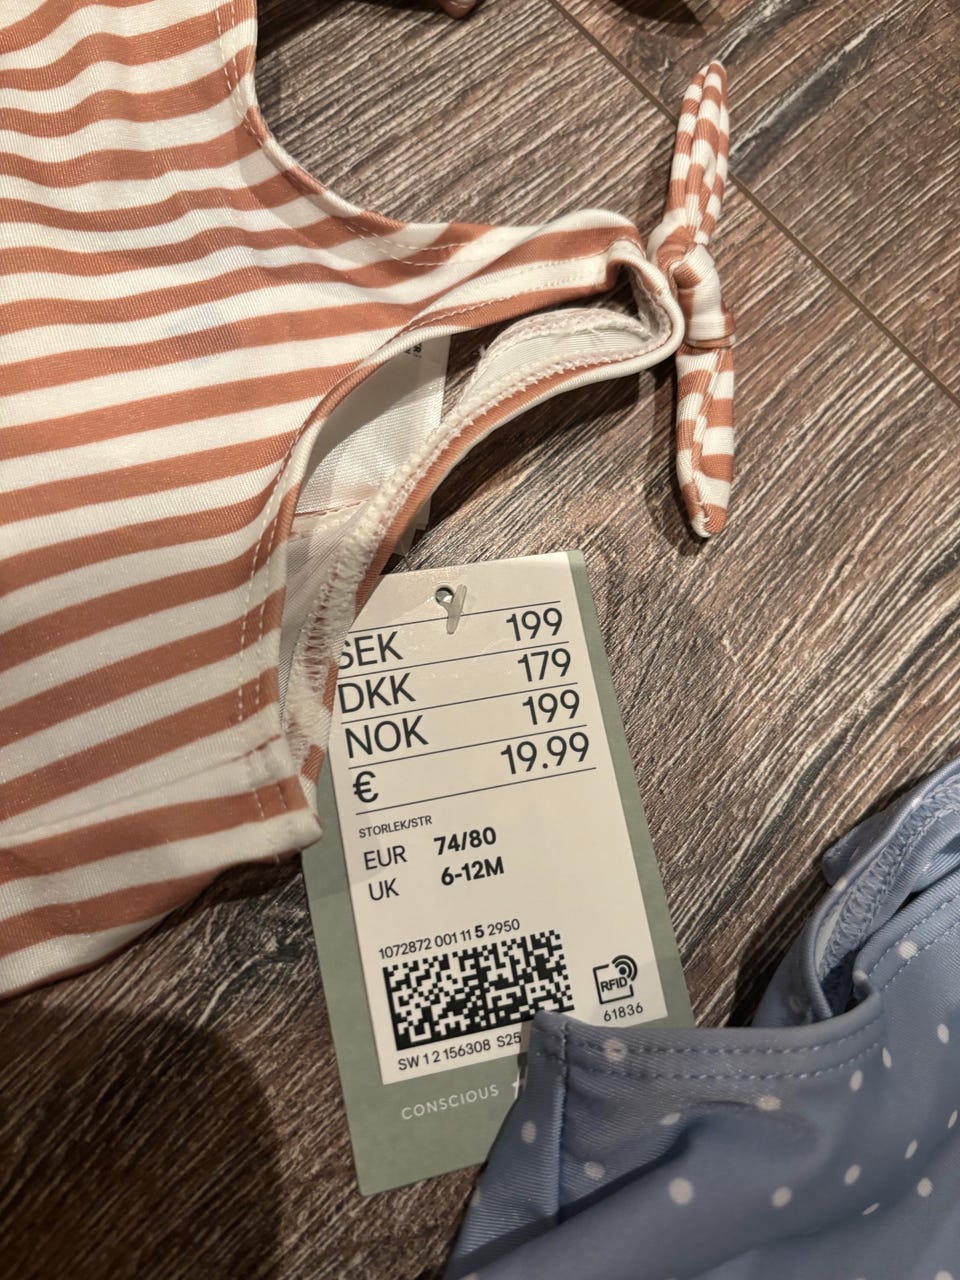 SEK 199
DKK 179
NOK 199
€ 19.99
STORLEK/STR
EUR 74/80
UK 6-12M
1072872 001 11 5 2950
RFID
61836
SW 1 2 156308 S25
CONSCIOUS